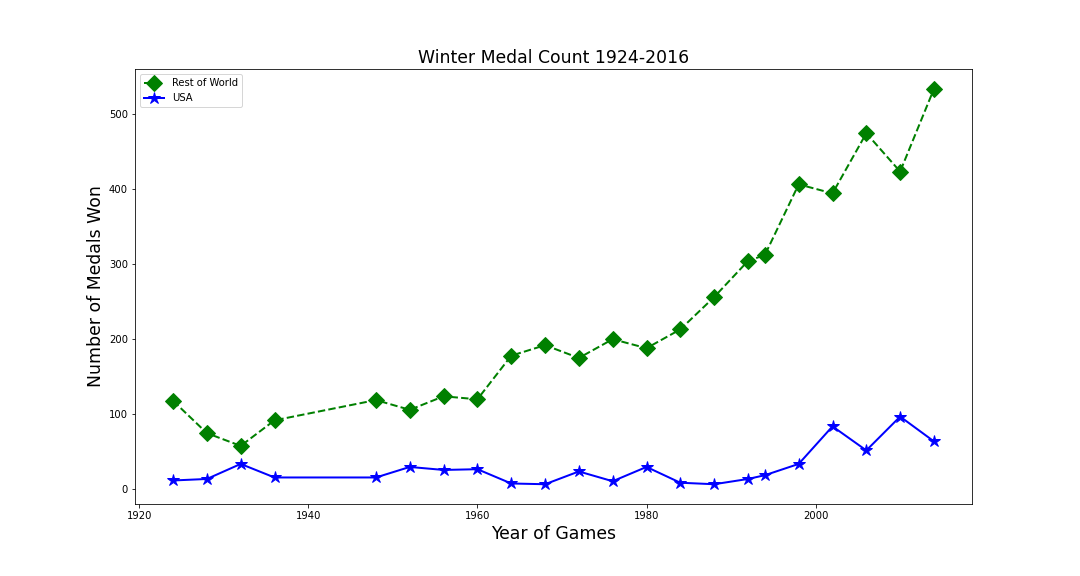 Winter Medal Count 1924-2016
Rest of World
USA
Number of Medals Won
500
400
300
200
100
0
1920 1940 1960 1980 2000
Year of Games